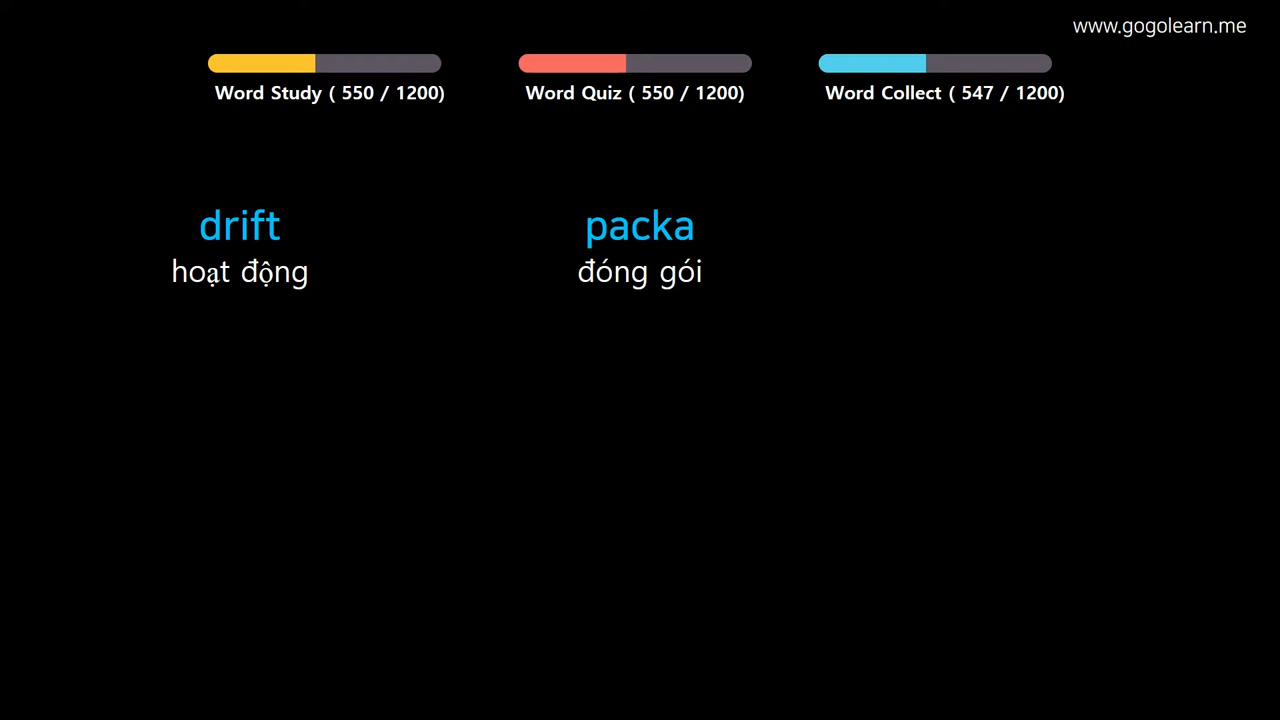 www.gogolearn.me
Word Study ( 550 / 1200)
Word Quiz ( 550 / 1200)
Word Collect ( 547 / 1200)
drift
hoạt động
packa
đóng gói